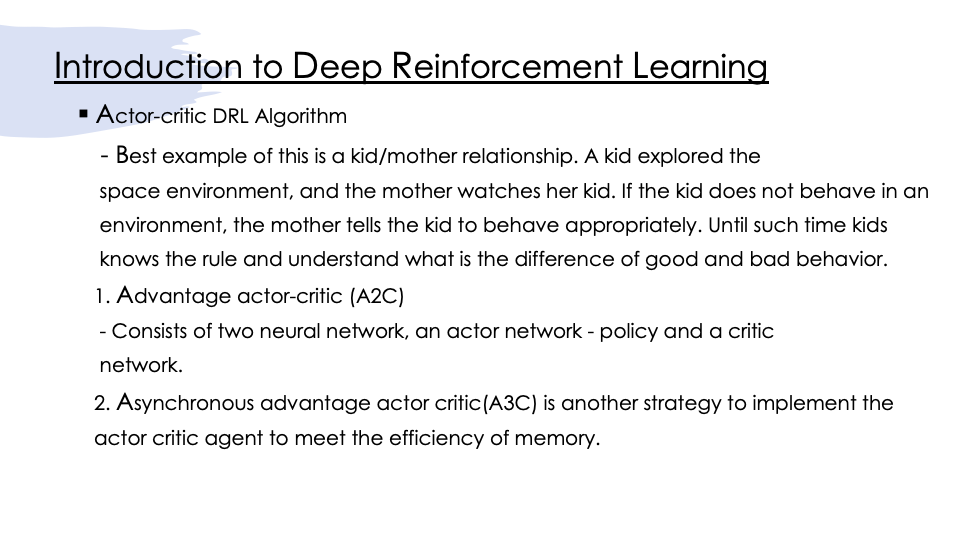 Introduction to Deep Reinforcement Learning
▪ Actor-critic DRL Algorithm
- Best example of this is a kid/mother relationship. A kid explored the
space environment, and the mother watches her kid. If the kid does not behave in an
environment, the mother tells the kid to behave appropriately. Until such time kids
knows the rule and understand what is the difference of good and bad behavior.
1. Advantage actor-critic (A2C)
- Consists of two neural network, an actor network - policy and a critic
network.
2. Asynchronous advantage actor critic(A3C) is another strategy to implement the
actor critic agent to meet the efficiency of memory.